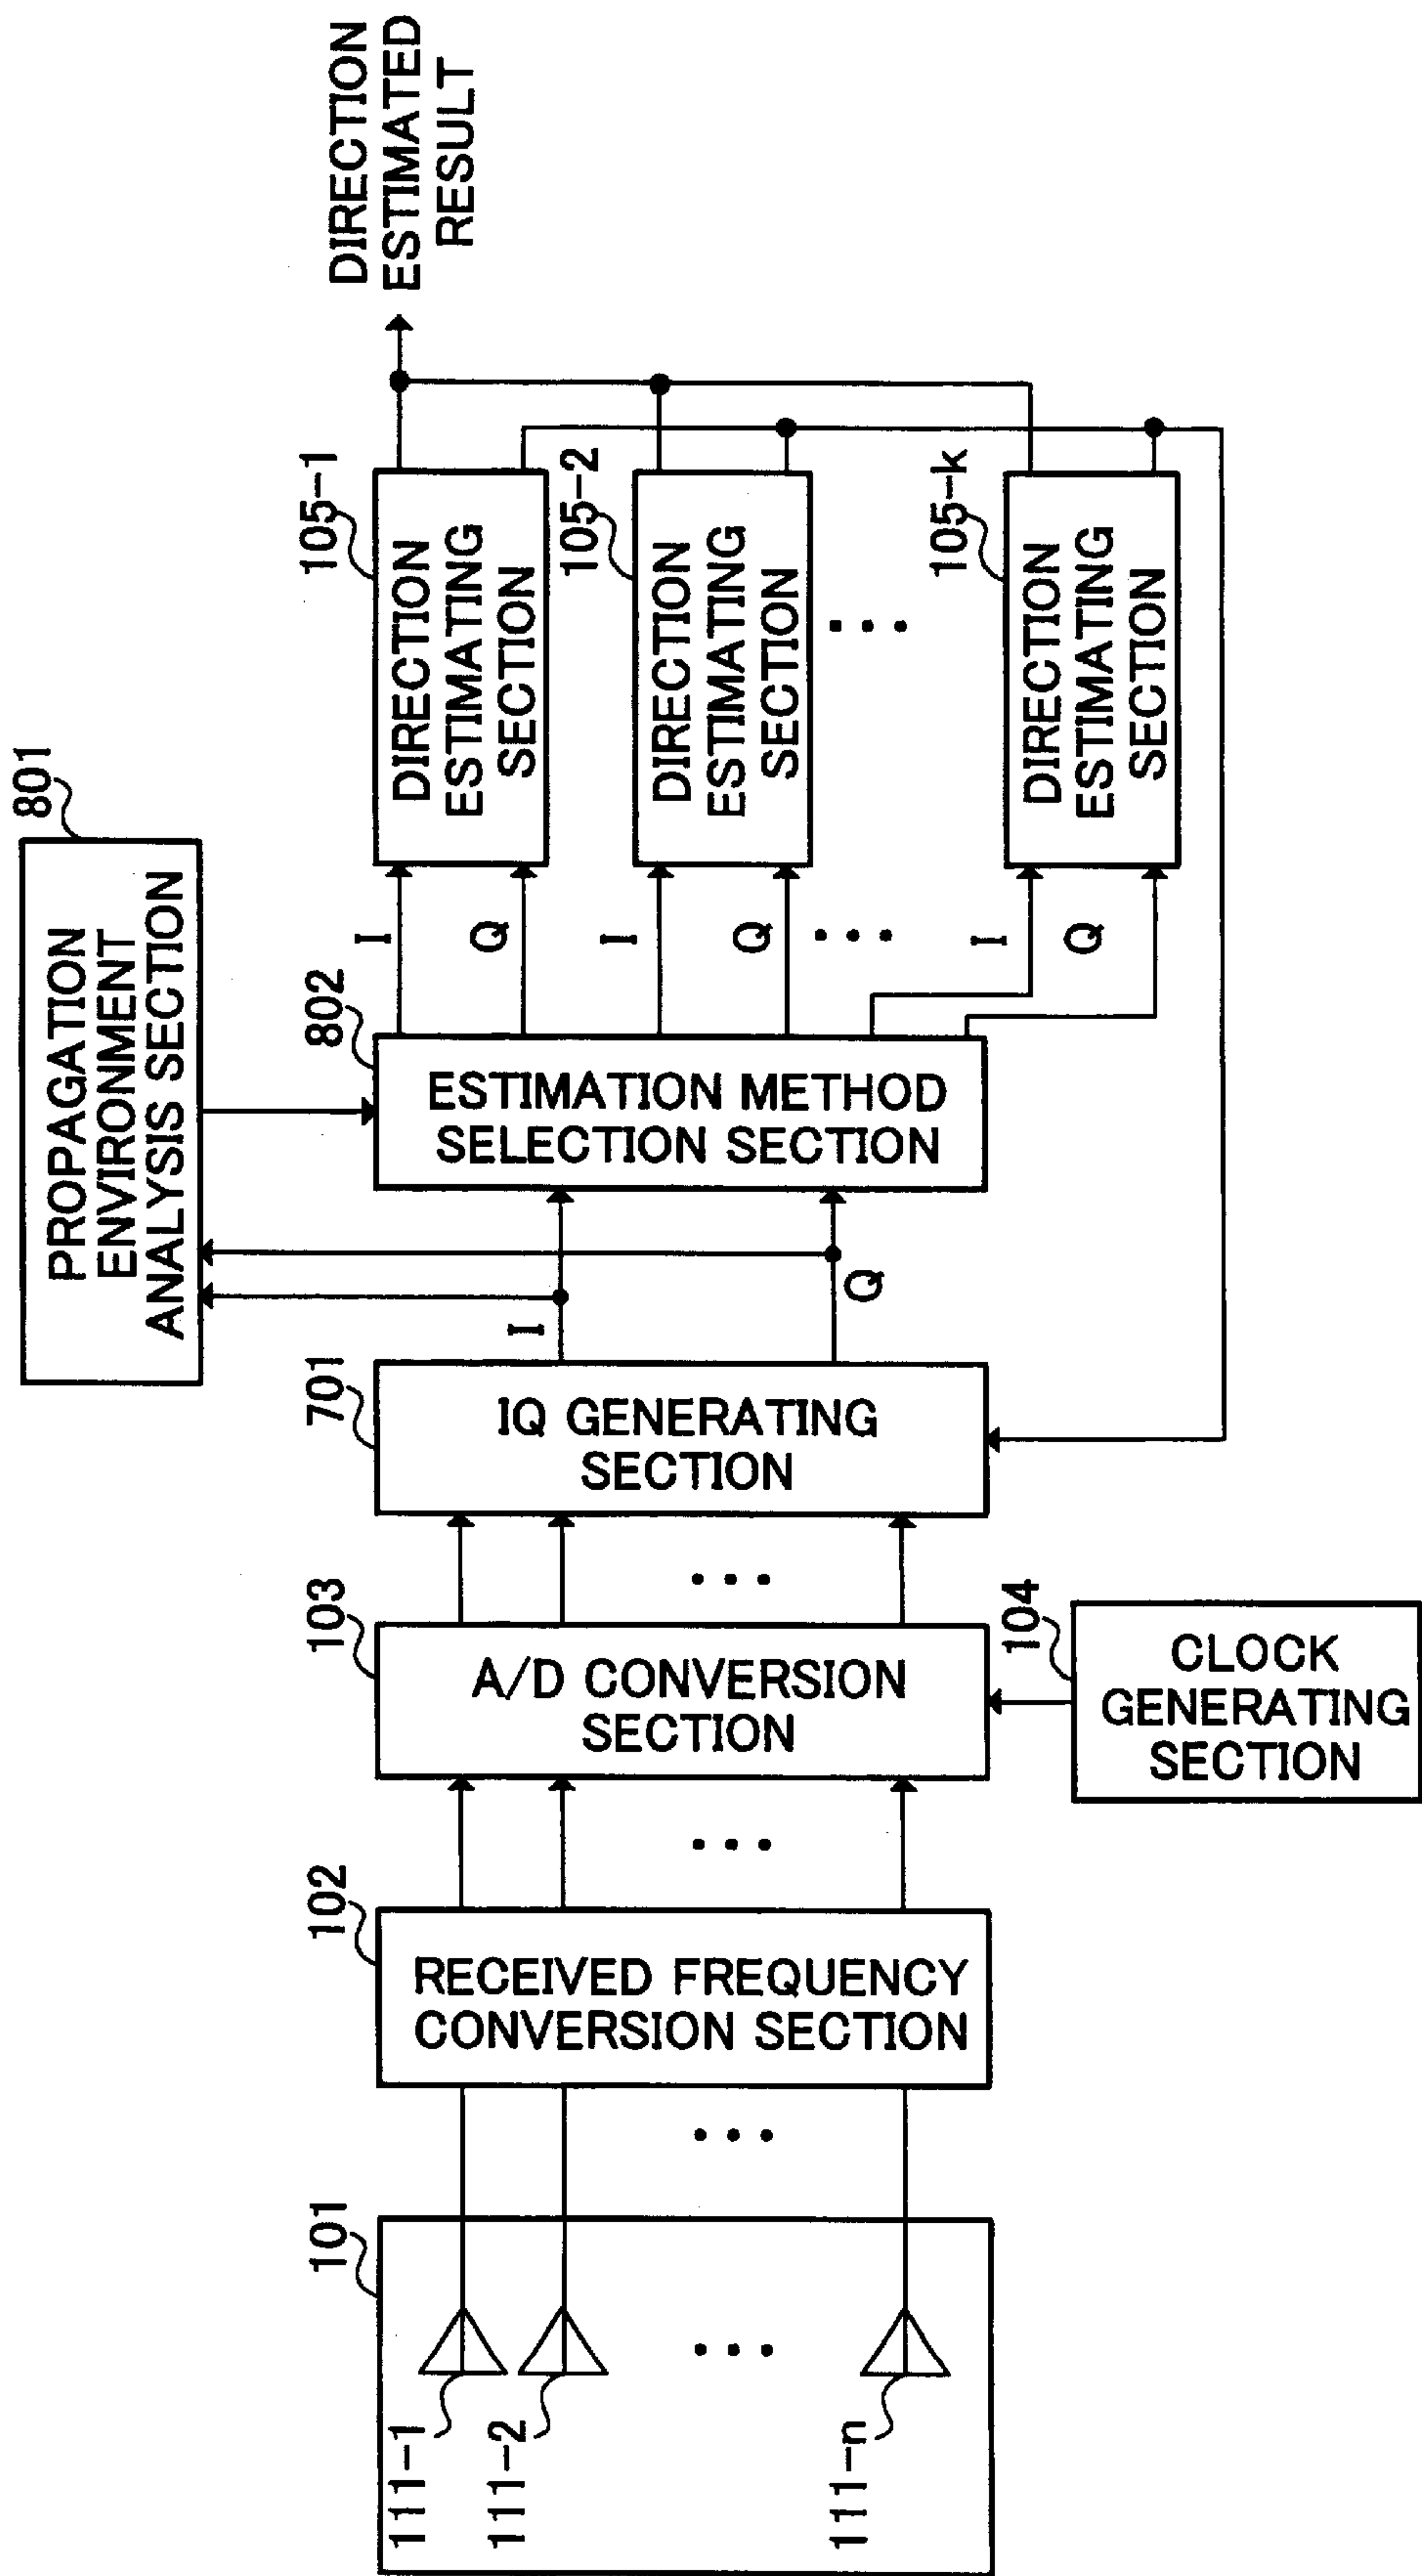 801
PROPAGATION
ENVIRONMENT
ANALYSIS SECTION
101
111-1
111-2
111-n
102
RECEIVED FREQUENCY
CONVERSION SECTION
103
A/D CONVERSION
SECTION
104
CLOCK
GENERATING
SECTION
701
IQ GENERATING
SECTION
I
Q
802
ESTIMATION METHOD
SELECTION SECTION
I
Q
I
Q
I
Q
105-1
DIRECTION
ESTIMATING
SECTION
105-2
DIRECTION
ESTIMATING
SECTION
105-k
DIRECTION
ESTIMATING
SECTION
DIRECTION
ESTIMATED
RESULT